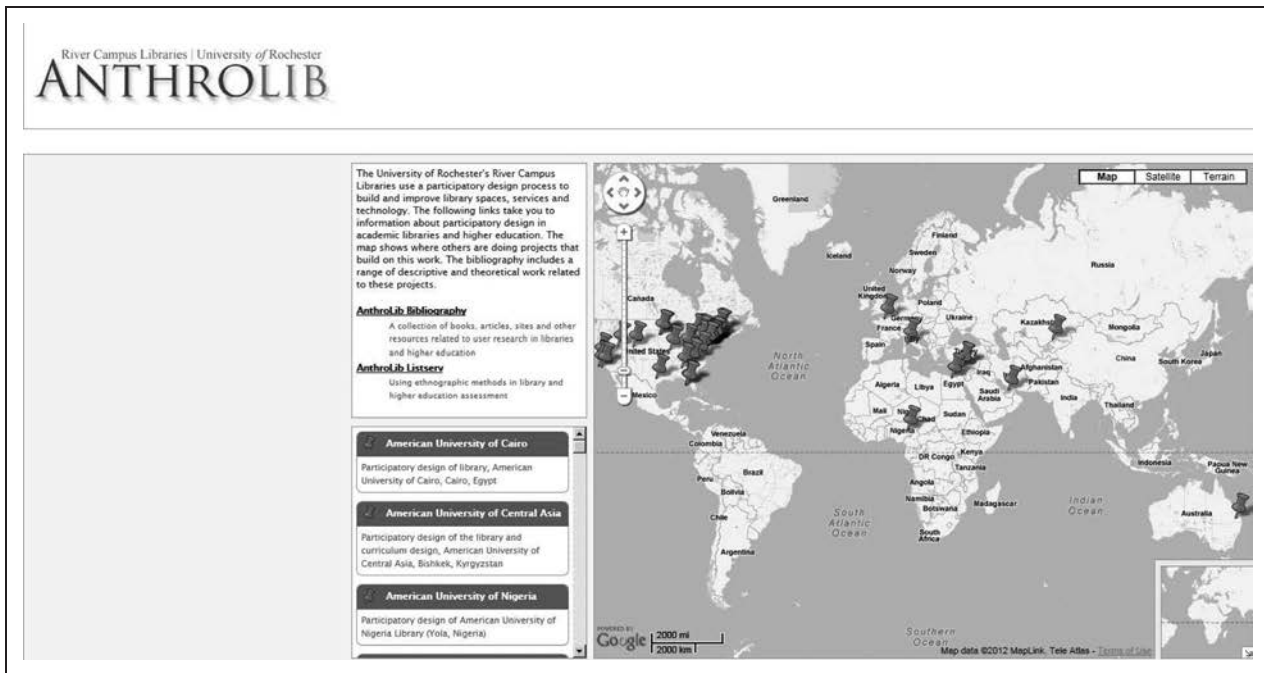 River Campus Libraries | University of Rochester
ANTHROLIB
The University of Rochester's River Campus
Libraries use a participatory design process to
build and improve library spaces, services and
technology. The following links take you to
information about participatory design in
academic libraries and higher education. The
map shows where others are doing projects that
build on this work. The bibliography includes a
range of descriptive and theoretical work related
to these projects.
AnthroLib Bibliography
A collection of books, articles, sites and other
resources related to user research in libraries
and higher education
AnthroLib Listserv
Using ethnographic methods in library and
higher education assessment
American University of Cairo
Participatory design of library, American
University of Cairo, Cairo, Egypt
American University of Central Asia
Participatory design of the library and
curriculum design, American University of
Central Asia, Bishkek, Kyrgyzstan
American University of Nigeria
Participatory design of American University of
Nigeria Library (Yola, Nigeria)
Map
Satellite
Terrain
Greenland
Iceland
Finland
Sweden
Norway
Russia
United
Kingdom
Poland
Ukraine
France
Spain
Canada
United States
Mexico
North
Atlantic
Ocean
Kazakhstan
Mongolia
China
South Korea
Japan
Afghanistan
Pakistan
India
Thailand
Iraq
Saudi
Arabia
Egypt
Libya
Algeria
Mali
Chad
Sudan
Nigeria
Ethiopia
Kenya
DR Congo
Tanzania
Angola
Namibia
Botswana
Madagascar
South
Africa
Venezuela
Colombia
Peru
Brazil
Bolivia
Chile
Argentina
South
Atlantic
Ocean
Indian
Ocean
Indonesia
Papua New
Guinea
Australia
Southern
Ocean
POWERED BY
Google
2000 mi
2000 km
Map data ©2012 MapLink, Tele Atlas - Terms of Use